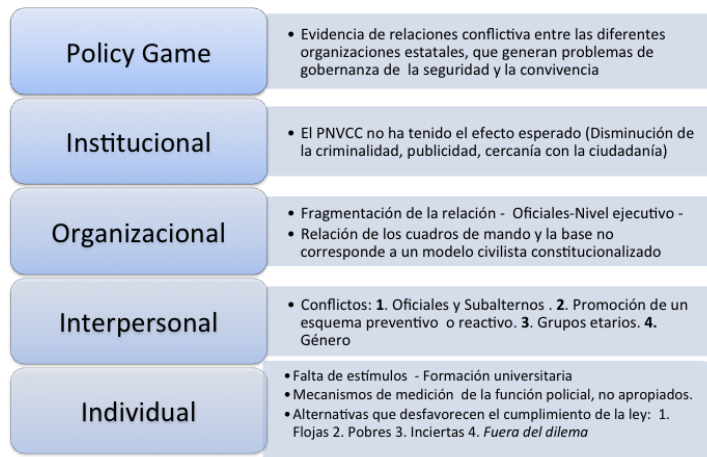 Policy Game
• Evidencia de relaciones conflictiva entre las diferentes
organizaciones estatales, que generan problemas de
gobernanza de  la seguridad y la convivencia
Institucional
• El PNVCC no ha tenido el efecto esperado (Disminución de
la criminalidad, publicidad, cercanía con la ciudadanía)
Organizacional
• Fragmentación de la relación -  Oficiales-Nivel ejecutivo -
• Relación de los cuadros de mando y la base no
corresponde a un modelo civilista constitucionalizado
Interpersonal
• Conflictos: 1. Oficiales y Subalternos . 2. Promoción de un
esquema preventivo  o reactivo. 3. Grupos etarios. 4.
Género
Individual
• Falta de estímulos  - Formación universitaria
• Mecanismos de medición  de la función policial, no apropiados.
• Alternativas que desfavorecen el cumplimiento de la ley:  1.
Flojas 2. Pobres 3. Inciertas 4. Fuera del dilema